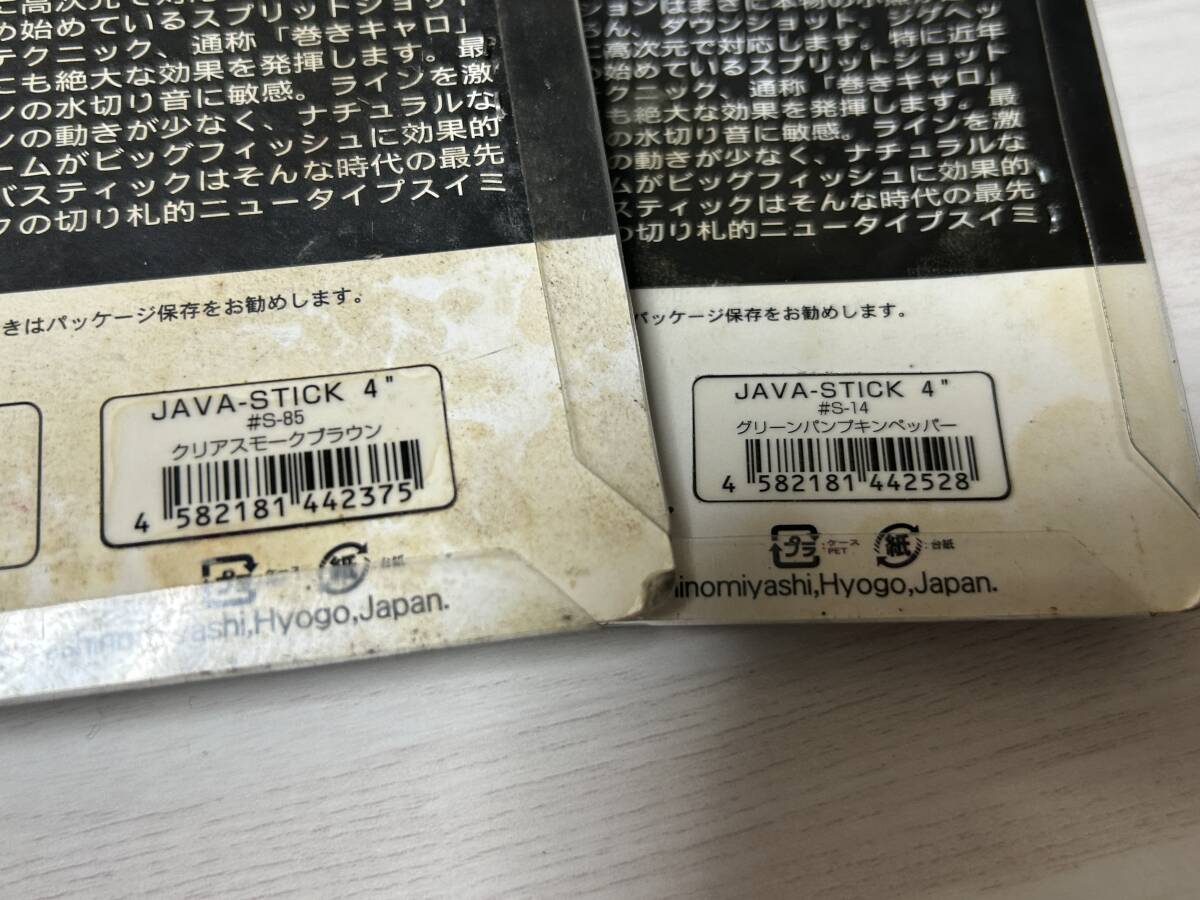 と高次元で対応
め始めているスプリットショット
テクニック、通称「巻きキャロ」
にも絶大な効果を発揮します。最
ンの水切り音に敏感。ラインを激
ンの動きが少なく、ナチュラルな
ームがビッグフィッシュに効果的
バスティックはそんな時代の最先
クの切り札的ニュータイプスイミ
きはパッケージ保存をお勧めします。
JAVA-STICK 4"
#S-85
クリアスモークブラウン
4 582181 442375
プラ :ケース
紙 :台紙
ashi,Hyogo,Japan.
ションはまさに本物の小魚
ん、ダウンショット、ジグヘッ
に高次元で対応します。特に近年
始めているスプリットショット
クニック、通称「巻きキャロ」
も絶大な効果を発揮します。最
の水切り音に敏感。ラインを激
の動きが少なく、ナチュラルな
ムがビッグフィッシュに効果的
スティックはそんな時代の最先
の切り札的ニュータイプスイミ
パッケージ保存をお勧めします。
JAVA-STICK 4"
#S-14
グリーンパンプキンペッパー
4 582181 442528
プラ :ケース PET 紙 :台紙
inomiyashi,Hyogo,Japan.